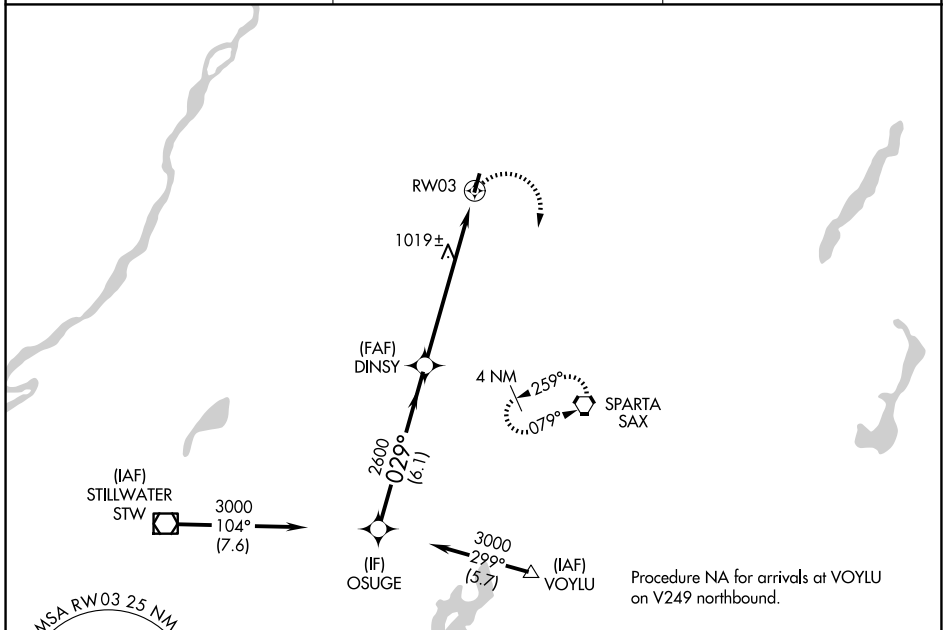 RW03
1019±
(FAF)
DINSY
4 NM
259°
079°
SPARTA
SAX
2600
029°
(6.1)
(IAF)
STILLWATER
STW
3000
104°
(7.6)
(IF)
OSUGE
3000
299°
(5.7)
(IAF)
VOYLU
Procedure NA for arrivals at VOYLU
on V249 northbound.
MSA RW03 25 NM